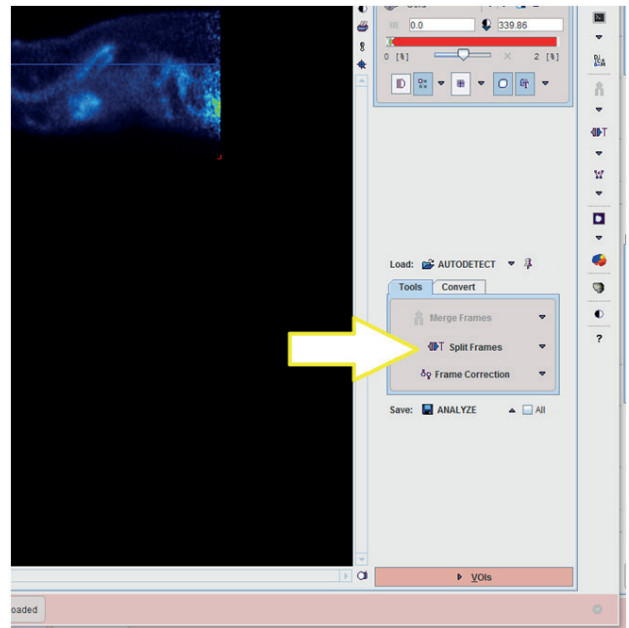 0.0 339.86
0 [%] 2 [%]
Load: AUTODETECT
Tools Convert
Merge Frames
Split Frames
Frame Correction
Save: ANALYZE All
VOIs
oaded
?